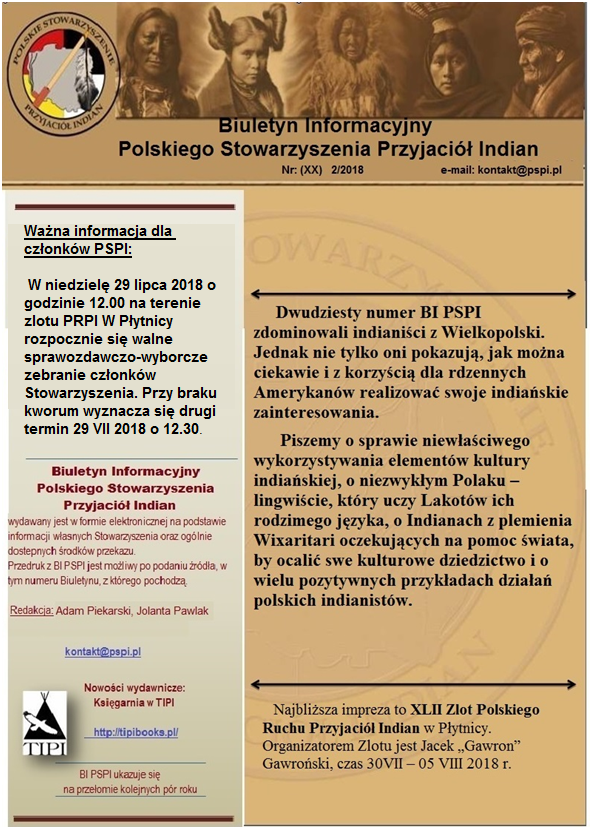 POLSKIE STOWARZYSZENIE
PRZYJACIÓŁ INDIAN
Biuletyn Informacyjny
Polskiego Stowarzyszenia Przyjaciół Indian
Nr: (XX) 2/2018 e-mail: kontakt@pspi.pl
Ważna informacja dla
członków PSPI:
W niedzielę 29 lipca 2018 o
godzinie 12.00 na terenie
zlotu PRPI W Płytnicy
rozpocznie się walne
sprawozdawczo-wyborcze
zebranie członków
Stowarzyszenia. Przy braku
kworum wyznacza się drugi
termin 29 VII 2018 o 12.30.
Biuletyn Informacyjny
Polskiego Stowarzyszenia
Przyjaciół Indian
wydawany jest w formie elektronicznej na podstawie
informacji własnych Stowarzyszenia oraz ogólnie
dostępnych środków przekazu.
Przedruk z BI PSPI jest możliwy po podaniu źródła, w
tym numeru Biuletynu, z którego pochodzą.
Redakcja: Adam Piekarski, Jolanta Pawlak
kontakt@pspi.pl
Nowości wydawnicze:
Księgarnia w TIPI
http://tipibooks.pl/
TIPI
BI PSPI ukazuje się
na przełomie kolejnych pór roku
Dwudziesty numer BI PSPI
zdominowali indianiści z Wielkopolski.
Jednak nie tylko oni pokazują, jak można
ciekawie i z korzyścią dla rdzennych
Amerykanów realizować swoje indiańskie
zainteresowania.
Piszemy o sprawie niewłaściwego
wykorzystywania elementów kultury
indiańskiej, o niezwykłym Polaku –
lingwiście, który uczy Lakotów ich
rodzimego języka, o Indianach z plemienia
Wixaritari oczekujących na pomoc świata,
by ocalić swe kulturowe dziedzictwo i o
wielu pozytywnych przykładach działań
polskich indianistów.
Najbliższa impreza to XLII Zlot Polskiego
Ruchu Przyjaciół Indian w Płytnicy.
Organizatorem Zlotu jest Jacek „Gawron”
Gawroński, czas 30VII – 05 VIII 2018 r.